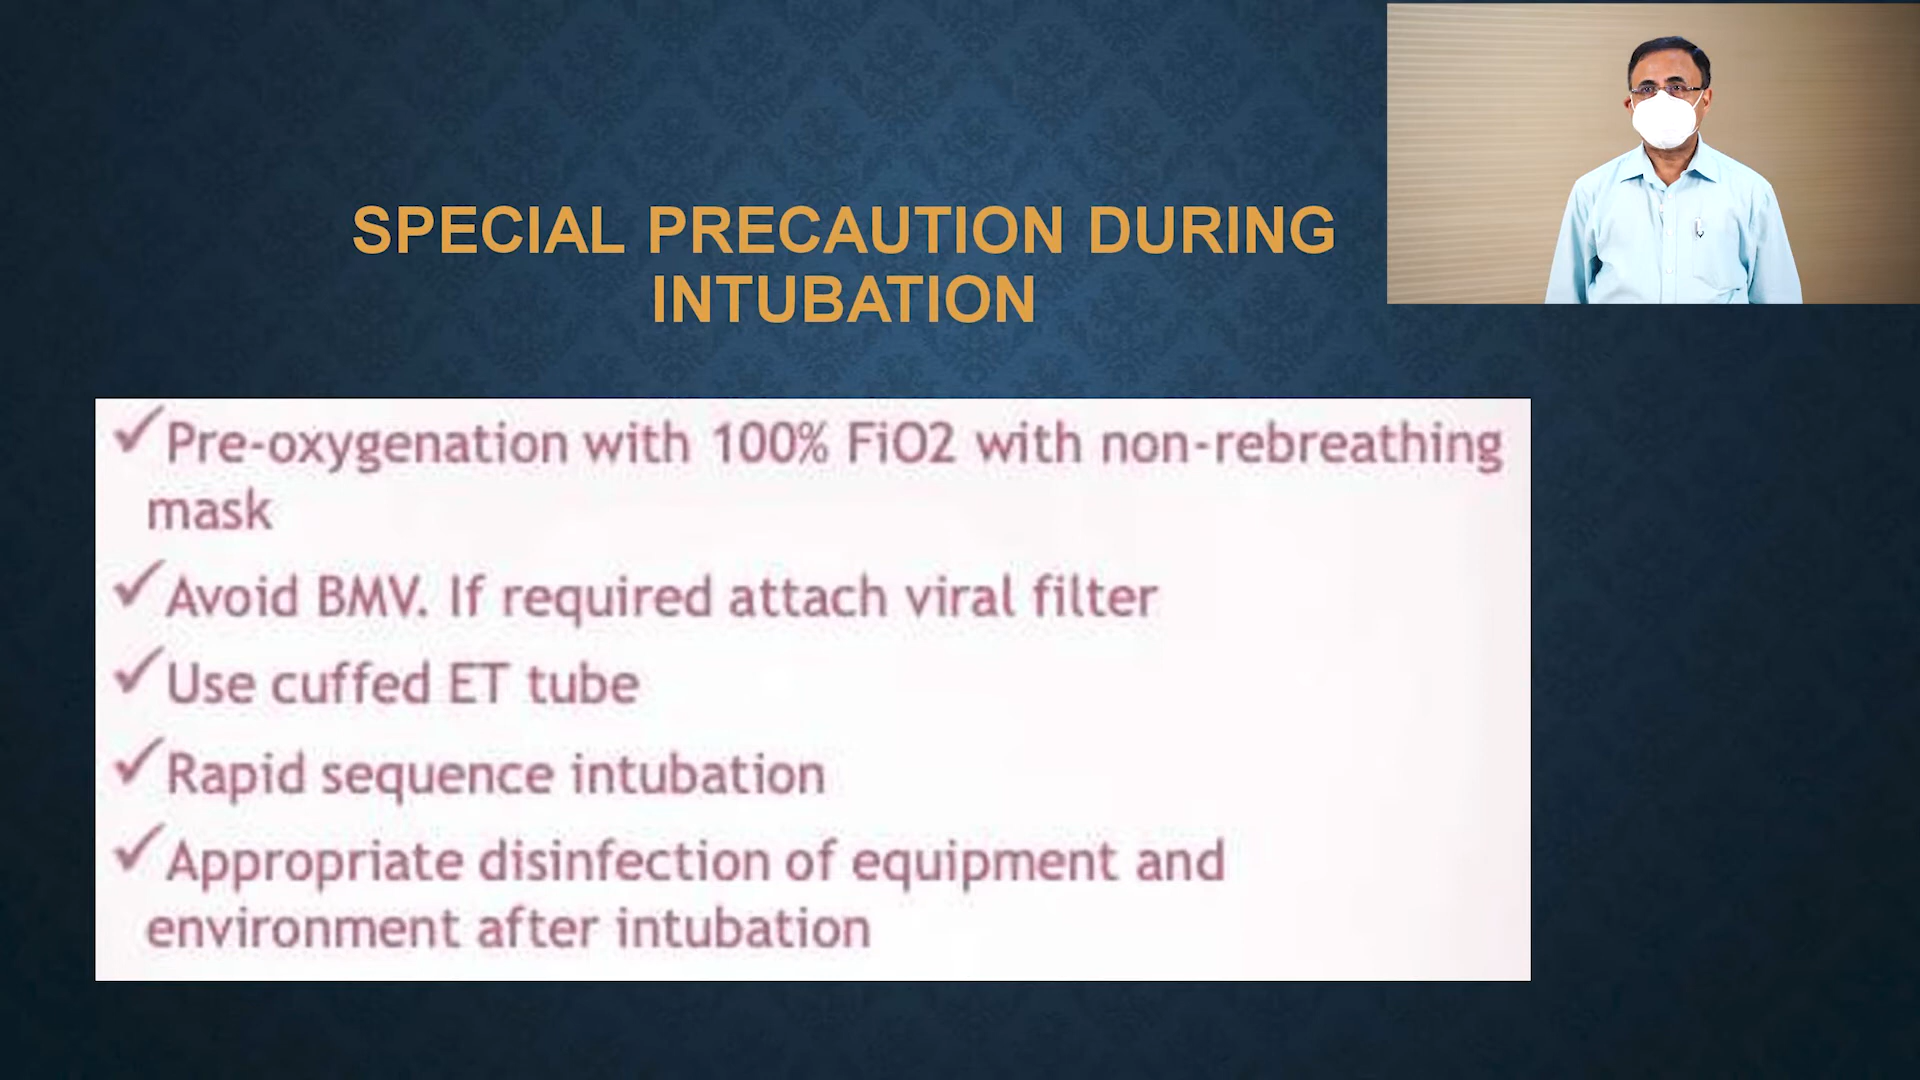 SPECIAL PRECAUTION DURING
INTUBATION
✓Pre-oxygenation with 100% FiO2 with non-rebreathing
mask
✓Avoid BMV. If required attach viral filter
✓Use cuffed ET tube
✓Rapid sequence intubation
✓Appropriate disinfection of equipment and
environment after intubation